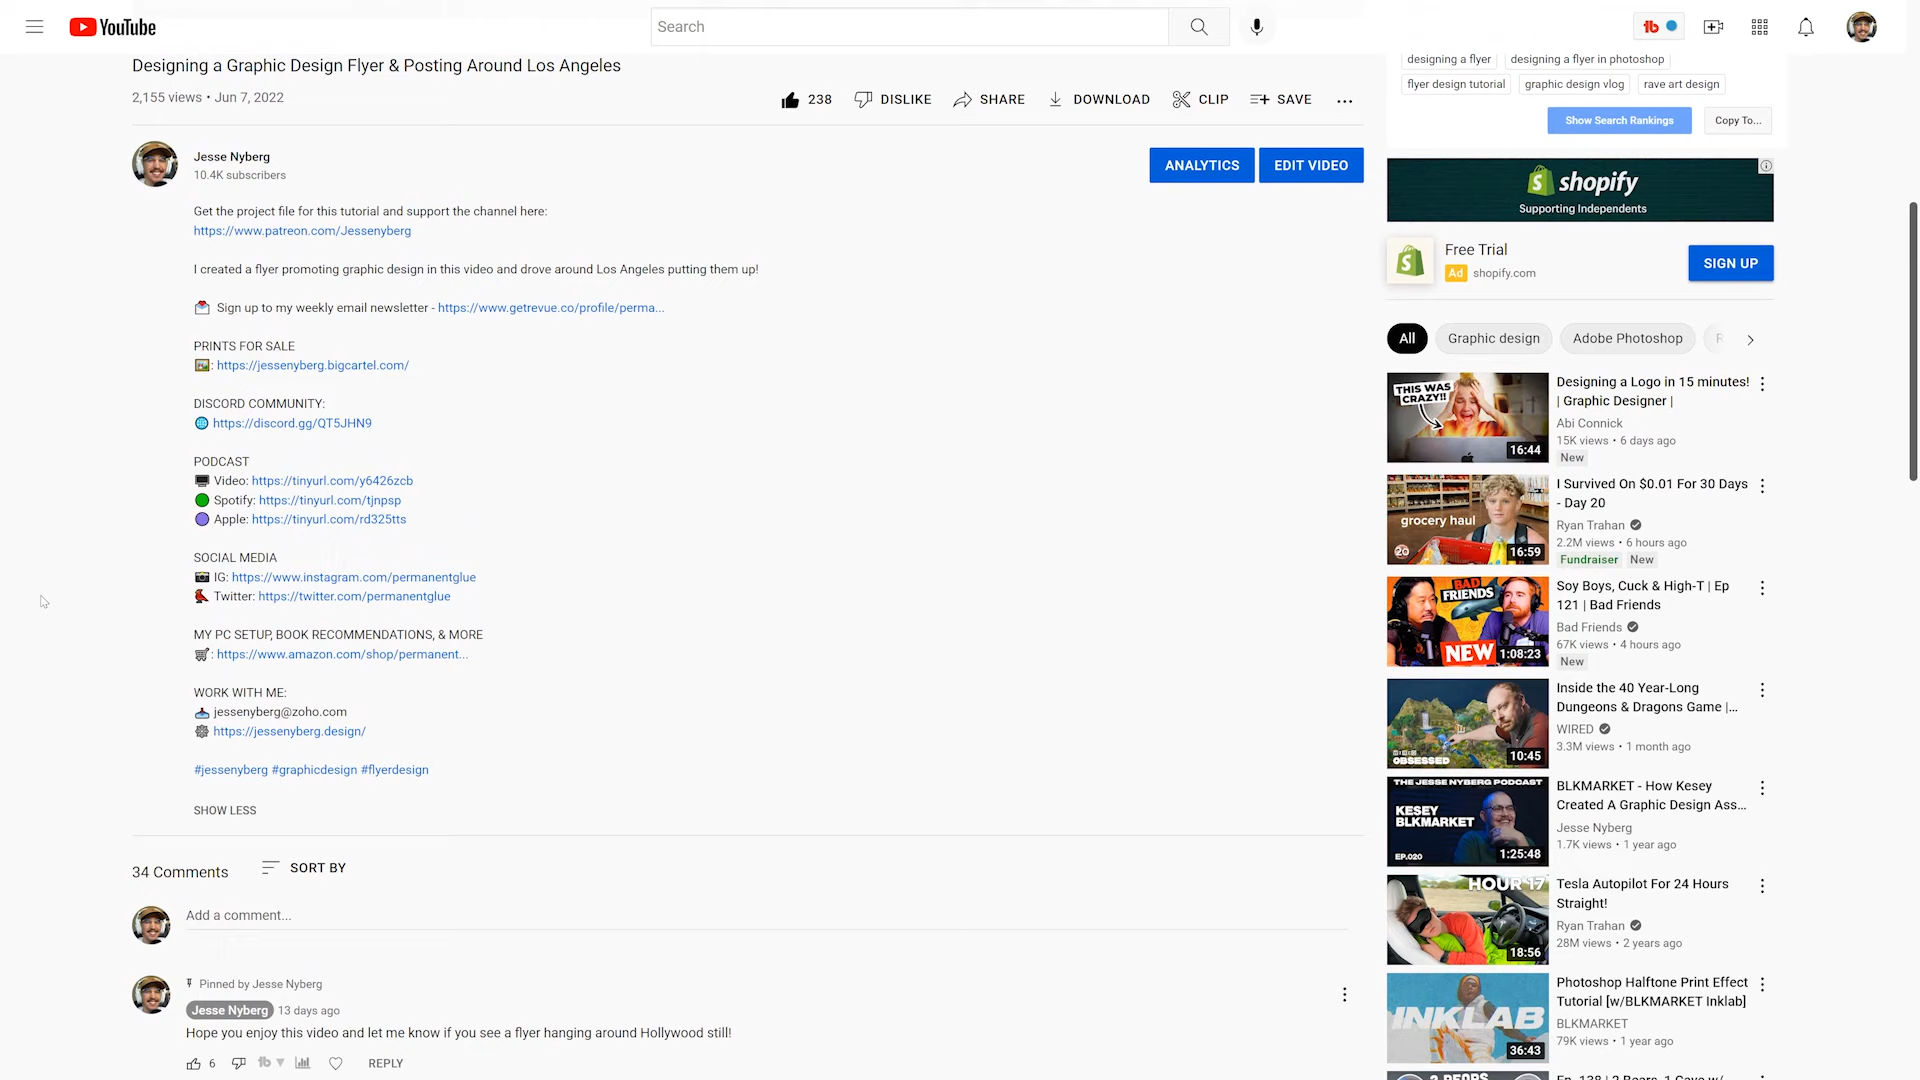 YouTube
Search
Designing a Graphic Design Flyer & Posting Around Los Angeles
2,155 views • Jun 7, 2022
238
DISLIKE
SHARE
DOWNLOAD
CLIP
SAVE
Jesse Nyberg
10.4K subscribers
ANALYTICS
EDIT VIDEO
Get the project file for this tutorial and support the channel here:
https://www.patreon.com/Jessenyberg
I created a flyer promoting graphic design in this video and drove around Los Angeles putting them up!
Sign up to my weekly email newsletter - https://www.getrevue.co/profile/perma...
PRINTS FOR SALE
: https://jessenyberg.bigcartel.com/
DISCORD COMMUNITY:
https://discord.gg/QT5JHN9
PODCAST
Video: https://tinyurl.com/y6426zcb
Spotify: https://tinyurl.com/tjnpsp
Apple: https://tinyurl.com/rd325tts
SOCIAL MEDIA
IG: https://www.instagram.com/permanentglue
Twitter: https://twitter.com/permanentglue
MY PC SETUP, BOOK RECOMMENDATIONS, & MORE
: https://www.amazon.com/shop/permanent...
WORK WITH ME:
jessenyberg@zoho.com
https://jessenyberg.design/
#jessenyberg #graphicdesign #flyerdesign
SHOW LESS
34 Comments
SORT BY
Add a comment...
Pinned by Jesse Nyberg
Jesse Nyberg 13 days ago
Hope you enjoy this video and let me know if you see a flyer hanging around Hollywood still!
6
REPLY
designing a flyer
designing a flyer in photoshop
flyer design tutorial
graphic design vlog
rave art design
Show Search Rankings
Copy To...
shopify
Supporting Independents
Free Trial
Ad shopify.com
SIGN UP
All
Graphic design
Adobe Photoshop
THIS WAS
CRAZY!!
16:44
Designing a Logo in 15 minutes!
| Graphic Designer |
Abi Connick
15K views • 6 days ago
New
grocery haul
20
16:59
I Survived On $0.01 For 30 Days
- Day 20
Ryan Trahan
2.2M views • 6 hours ago
Fundraiser
New
BAD
FRIENDS
NEW
1:08:23
Soy Boys, Cuck & High-T | Ep
121 | Bad Friends
Bad Friends
67K views • 4 hours ago
New
WIRED
OBSESSED
10:45
Inside the 40 Year-Long
Dungeons & Dragons Game |...
WIRED
3.3M views • 1 month ago
THE JESSE NYBERG PODCAST
KESEY
BLKMARKET
EP.020
1:25:48
BLKMARKET - How Kesey
Created A Graphic Design Ass...
Jesse Nyberg
1.7K views • 1 year ago
HOUR 17
18:56
Tesla Autopilot For 24 Hours
Straight!
Ryan Trahan
28M views • 2 years ago
INKLAB
36:43
Photoshop Halftone Print Effect
Tutorial [w/BLKMARKET Inklab]
BLKMARKET
79K views • 1 year ago